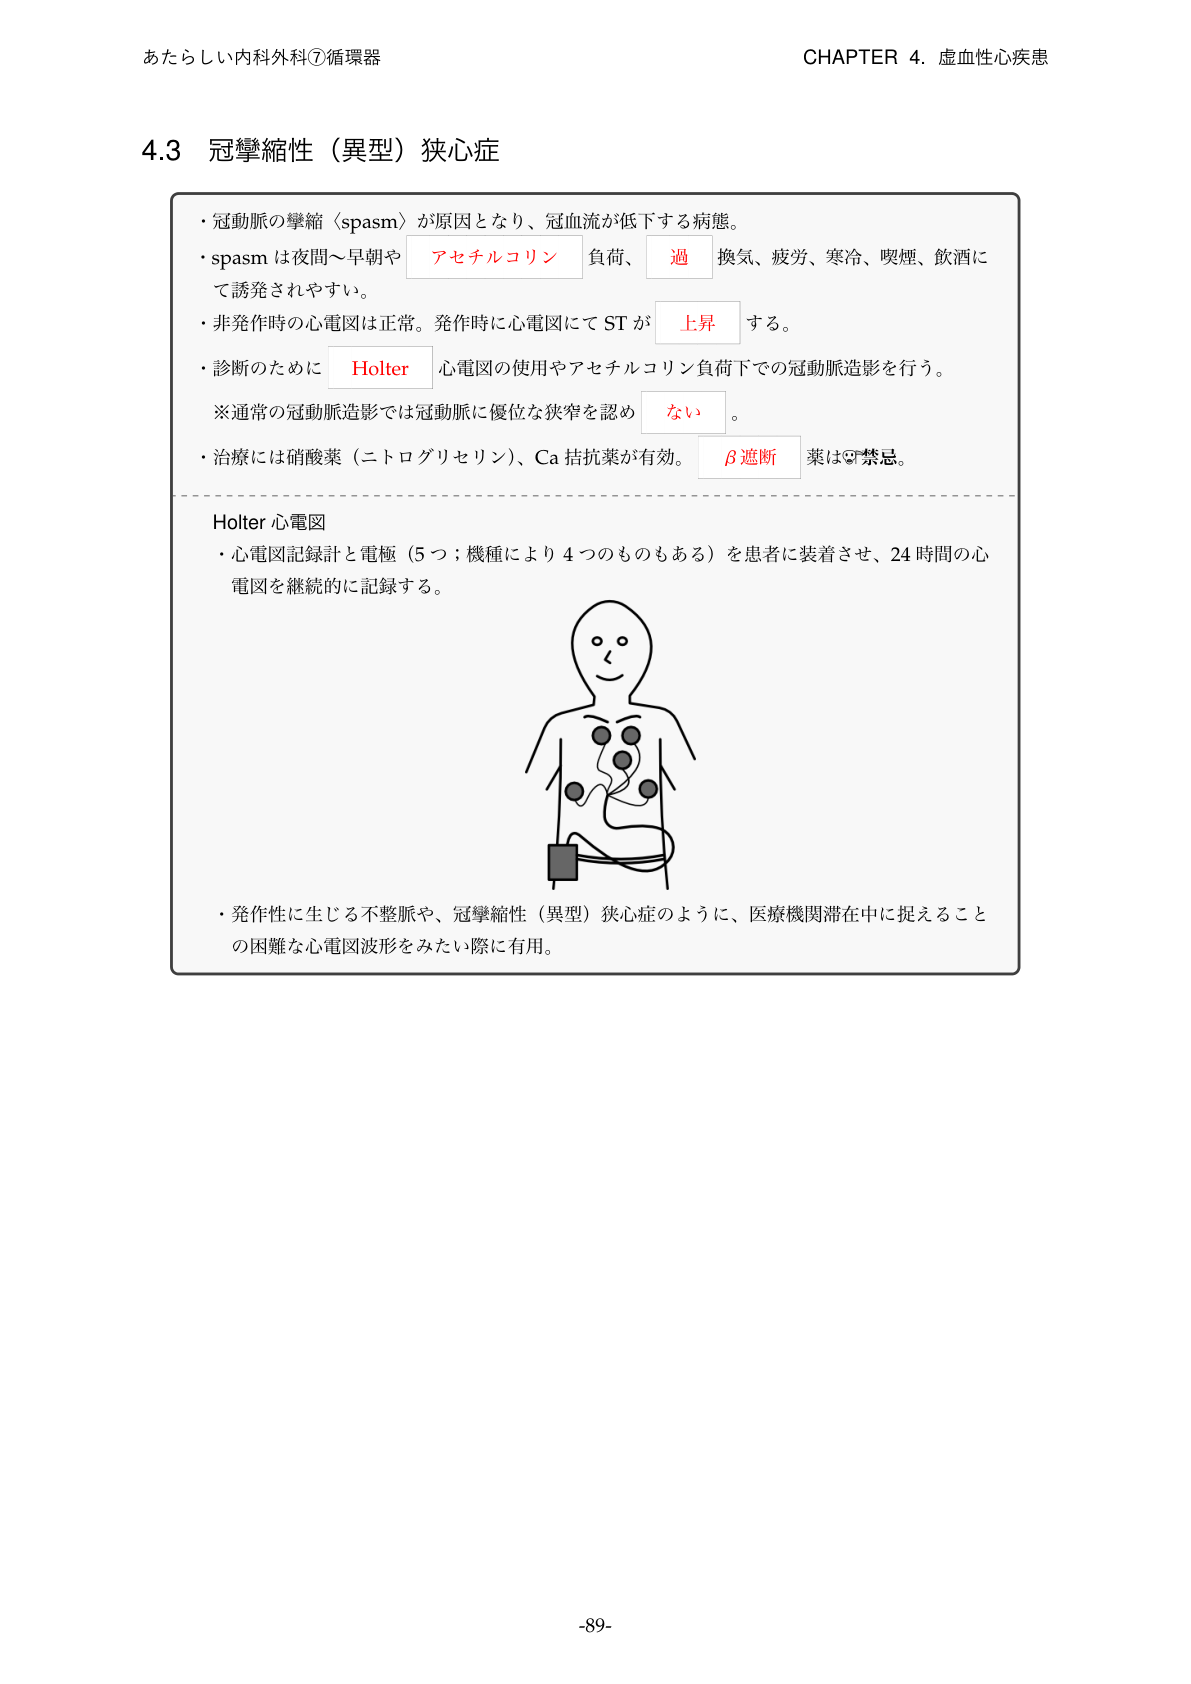 あたらしい内科外科⑦循環器
CHAPTER 4. 虚血性心疾患
4.3 冠攣縮性（異型）狭心症
・冠動脈の攣縮〈spasm〉が原因となり、冠血流が低下する病態。
・spasm は夜間～早朝や アセチルコリン 負荷、 過 換気、疲労、寒冷、喫煙、飲酒に
て誘発されやすい。
・非発作時の心電図は正常。発作時に心電図にて ST が 上昇 する。
・診断のために Holter 心電図の使用やアセチルコリン負荷下での冠動脈造影を行う。
※通常の冠動脈造影では冠動脈に優位な狭窄を認め ない 。
・治療には硝酸薬（ニトログリセリン）、Ca 拮抗薬が有効。 β遮断 薬は禁忌。
Holter 心電図
・心電図記録計と電極（5 つ；機種により 4 つのものもある）を患者に装着させ、24 時間の心
電図を継続的に記録する。
・発作性に生じる不整脈や、冠攣縮性（異型）狭心症のように、医療機関滞在中に捉えること
の困難な心電図波形をみたい際に有用。
-89-